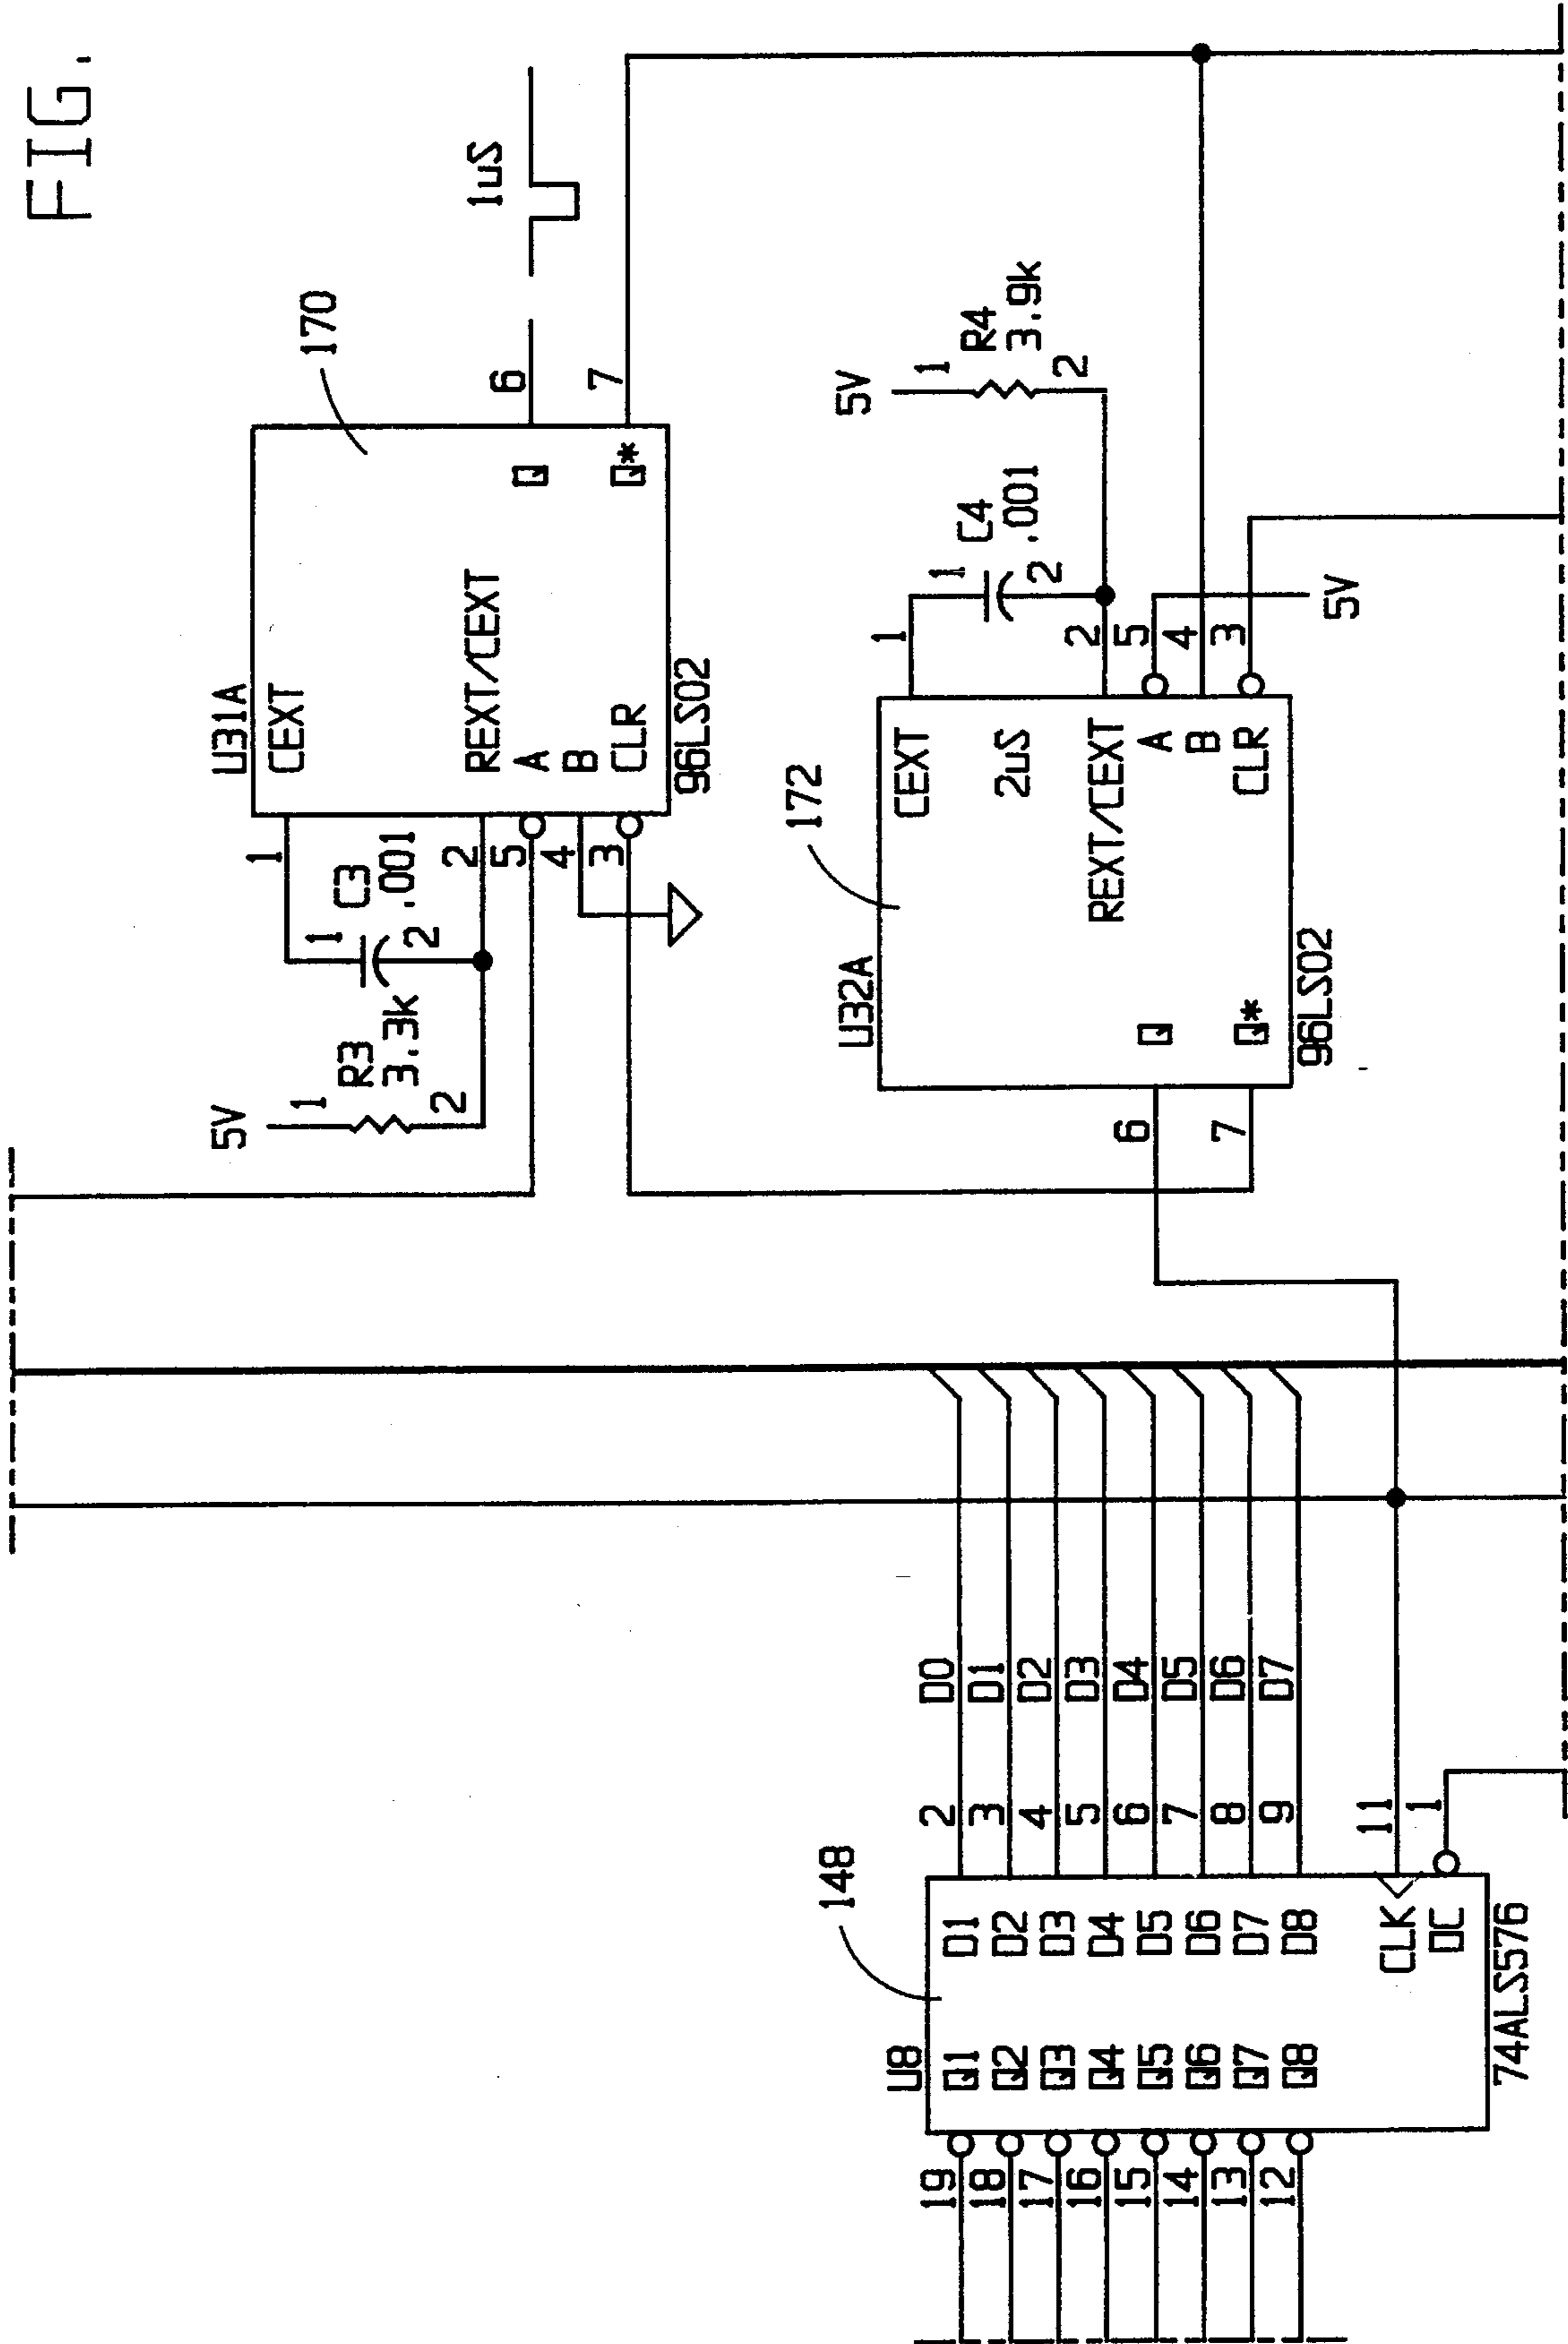 FIG.
170
U31A
CEXT
REXT/CEXT
A
B
CLR
Q
Q*
96LS02
1
2
5
4
3
6
7
1uS
5V
1
R3
3.3k
2
1
C3
.001
2
172
U32A
CEXT
2uS
REXT/CEXT
A
B
CLR
Q
Q*
96LS02
6
7
1
2
5
4
3
1
C4
.001
2
5V
1
R4
3.9k
2
5V
148
U8
Q1 D1
Q2 D2
Q3 D3
Q4 D4
Q5 D5
Q6 D6
Q7 D7
Q8 D8
CLK
OC
74ALS576
19
18
17
16
15
14
13
12
2 D0
3 D1
4 D2
5 D3
6 D4
7 D5
8 D6
9 D7
11
1